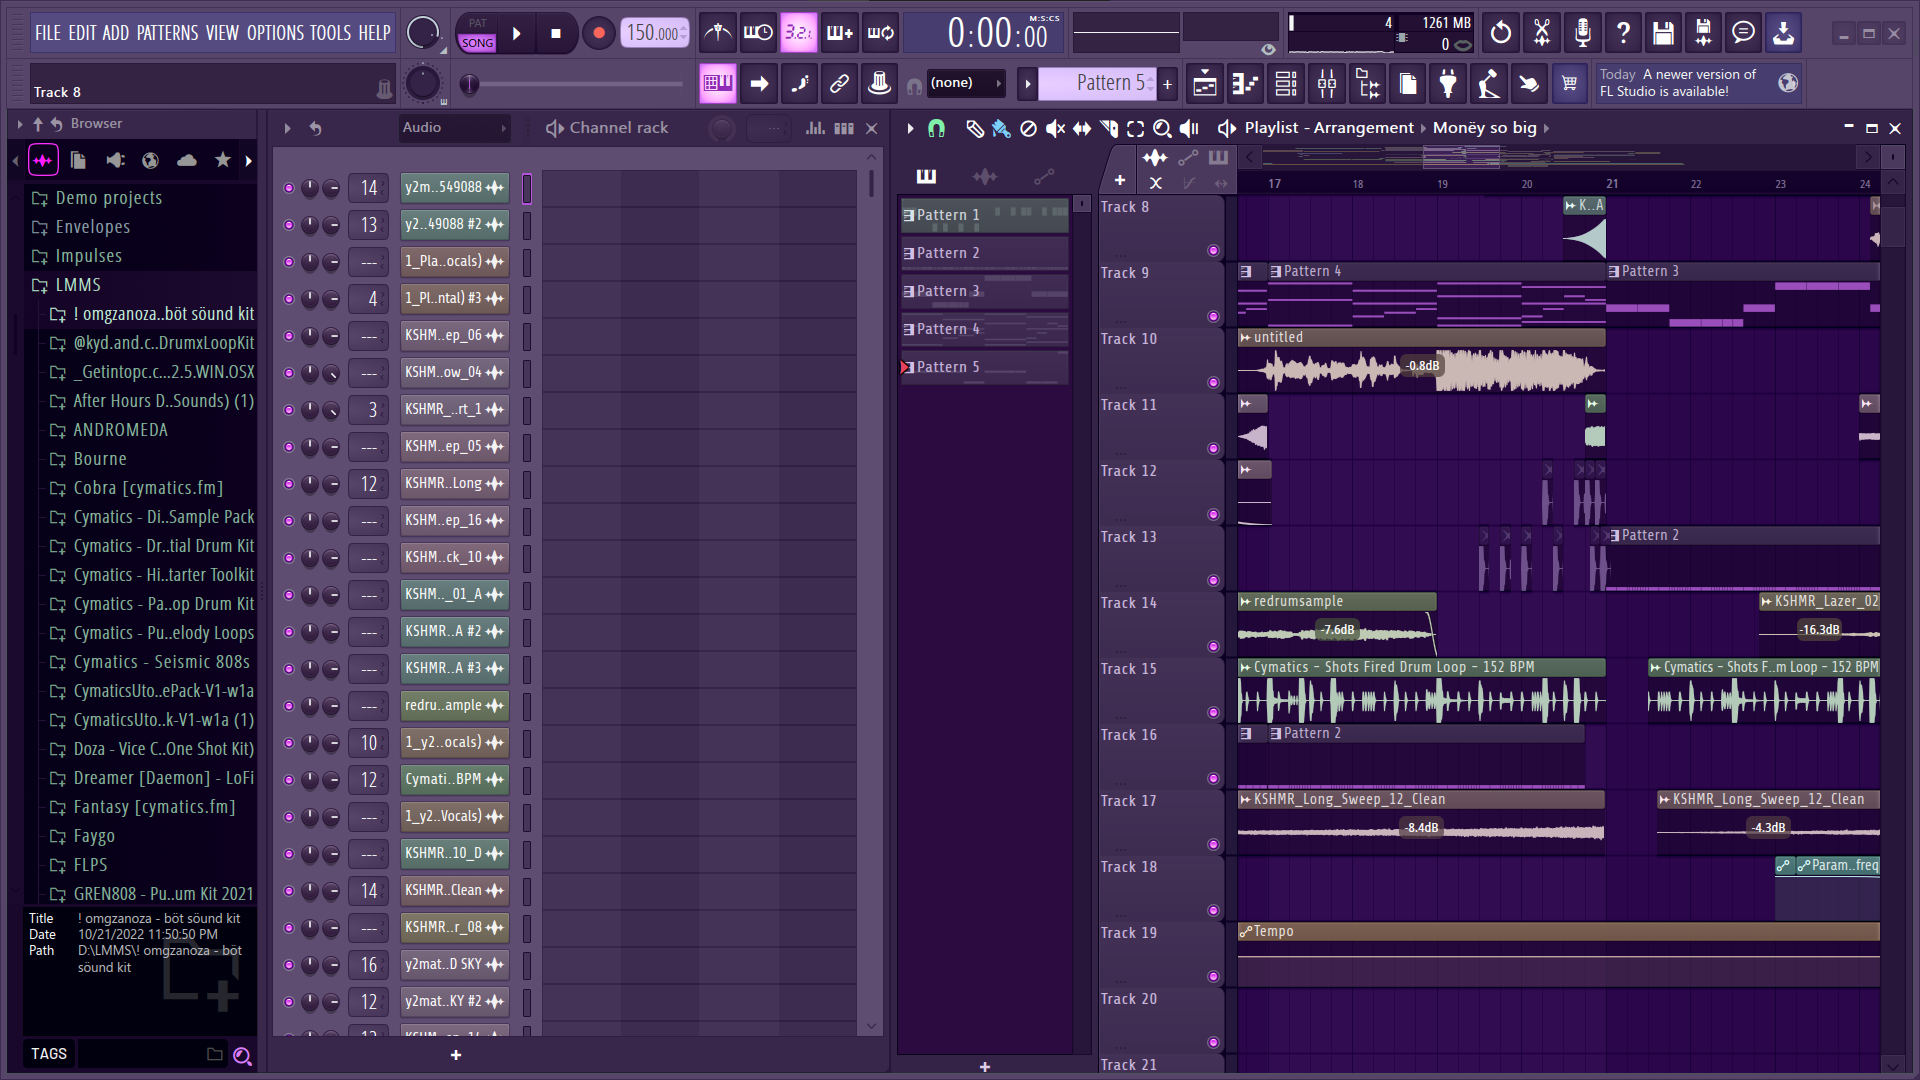 FILE EDIT ADD PATTERNS VIEW OPTIONS TOOLS HELP
PAT
SONG
150.000
3.2.
0:00:00
M:S:CS
4
1261 MB
0
Track 8
(none)
Pattern 5
Today A newer version of
FL Studio is available!
Browser
Demo projects
Envelopes
Impulses
LMMS
! omgzanoza..böt söund kit
@kyd.and.c..DrumxLoopKit
_Getintopc.c...2.5.WIN.OSX
After Hours D..Sounds) (1)
ANDROMEDA
Bourne
Cobra [cymatics.fm]
Cymatics - Di..Sample Pack
Cymatics - Dr..tial Drum Kit
Cymatics - Hi..tarter Toolkit
Cymatics - Pa..op Drum Kit
Cymatics - Pu..elody Loops
Cymatics - Seismic 808s
CymaticsUto..ePack-V1-w1a
CymaticsUto..k-V1-w1a (1)
Doza - Vice C..One Shot Kit)
Dreamer [Daemon] - LoFi
Fantasy [cymatics.fm]
Faygo
FLPS
GREN808 - Pu..um Kit 2021
Title ! omgzanoza - böt söund kit
Date 10/21/2022 11:50:50 PM
Path D:\LMMS\! omgzanoza - böt
söund kit
TAGS
Audio
Channel rack
14 y2m..549088
13 y2..49088 #2
--- 1_Pla..ocals)
4 1_Pl..ntal) #3
--- KSHM...ep_06
--- KSHM...ow_04
3 KSHMR_..rt_1
--- KSHM...ep_05
12 KSHMR..Long
--- KSHM...ep_16
--- KSHM...ck_10
--- KSHM..._01_A
--- KSHMR..A #2
--- KSHMR..A #3
--- redru..ample
10 1_y2..ocals)
12 Cymati..BPM
--- 1_y2..Vocals)
--- KSHMR..10_D
14 KSHMR..Clean
--- KSHMR..r_08
16 y2mat..D SKY
12 y2mat..KY #2
Playlist - Arrangement Monëy so big
Pattern 1
Pattern 2
Pattern 3
Pattern 4
Pattern 5
17 18 19 20 21 22 23 24
Track 8
K..A
Track 9
Pattern 4
Pattern 3
Track 10
untitled
-0.8dB
Track 11
Track 12
Track 13
Pattern 2
Track 14
redrumsample
-7.6dB
KSHMR_Lazer_02
-16.3dB
Track 15
Cymatics - Shots Fired Drum Loop - 152 BPM
Cymatics - Shots F..m Loop - 152 BPM
Track 16
Pattern 2
Track 17
KSHMR_Long_Sweep_12_Clean
-8.4dB
KSHMR_Long_Sweep_12_Clean
-4.3dB
Track 18
Param..freq
Track 19
Tempo
Track 20
Track 21